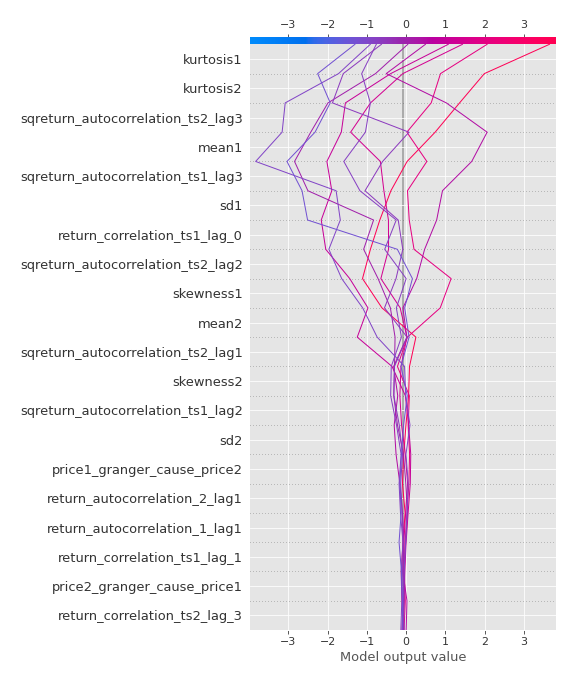 −3 −2 −1 0 1 2 3
kurtosis1
kurtosis2
sqreturn_autocorrelation_ts2_lag3
mean1
sqreturn_autocorrelation_ts1_lag3
sd1
return_correlation_ts1_lag_0
sqreturn_autocorrelation_ts2_lag2
skewness1
mean2
sqreturn_autocorrelation_ts2_lag1
skewness2
sqreturn_autocorrelation_ts1_lag2
sd2
price1_granger_cause_price2
return_autocorrelation_2_lag1
return_autocorrelation_1_lag1
return_correlation_ts1_lag_1
price2_granger_cause_price1
return_correlation_ts2_lag_3
−3 −2 −1 0 1 2 3
Model output value